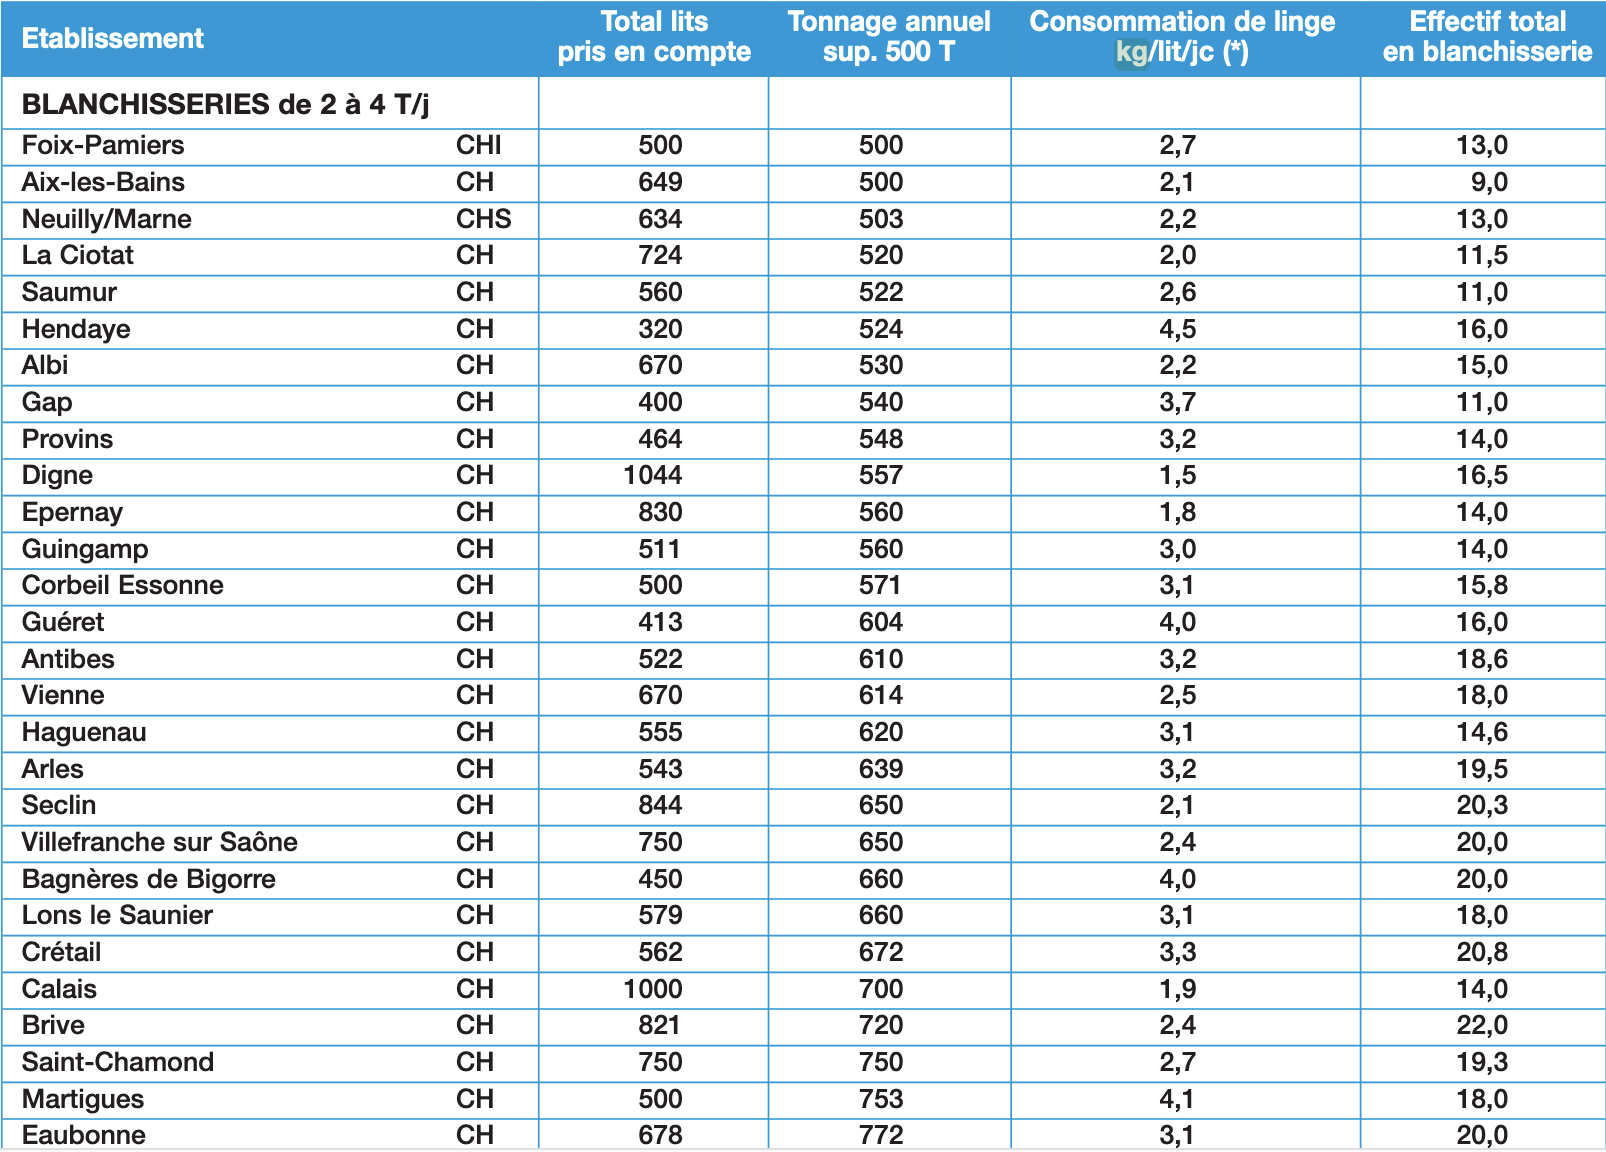 Etablissement Total lits pris en compte Tonnage annuel sup. 500 T Consommation de linge kg/lit/jc (*) Effectif total en blanchisserie
BLANCHISSERIES de 2 à 4 T/j
Foix-Pamiers CHI 500 500 2,7 13,0
Aix-les-Bains CH 649 500 2,1 9,0
Neuilly/Marne CHS 634 503 2,2 13,0
La Ciotat CH 724 520 2,0 11,5
Saumur CH 560 522 2,6 11,0
Hendaye CH 320 524 4,5 16,0
Albi CH 670 530 2,2 15,0
Gap CH 400 540 3,7 11,0
Provins CH 464 548 3,2 14,0
Digne CH 1044 557 1,5 16,5
Epernay CH 830 560 1,8 14,0
Guingamp CH 511 560 3,0 14,0
Corbeil Essonne CH 500 571 3,1 15,8
Guéret CH 413 604 4,0 16,0
Antibes CH 522 610 3,2 18,6
Vienne CH 670 614 2,5 18,0
Haguenau CH 555 620 3,1 14,6
Arles CH 543 639 3,2 19,5
Seclin CH 844 650 2,1 20,3
Villefranche sur Saône CH 750 650 2,4 20,0
Bagnères de Bigorre CH 450 660 4,0 20,0
Lons le Saunier CH 579 660 3,1 18,0
Crétail CH 562 672 3,3 20,8
Calais CH 1000 700 1,9 14,0
Brive CH 821 720 2,4 22,0
Saint-Chamond CH 750 750 2,7 19,3
Martigues CH 500 753 4,1 18,0
Eaubonne CH 678 772 3,1 20,0